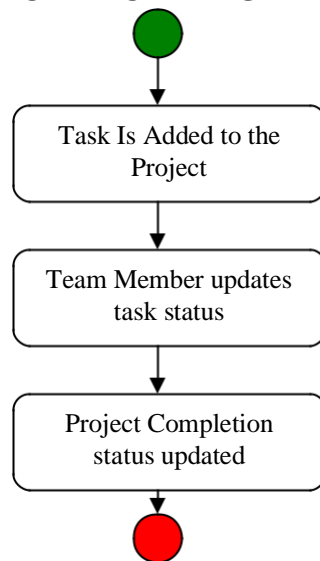 Task Is Added to the
Project
Team Member updates
task status
Project Completion
status updated